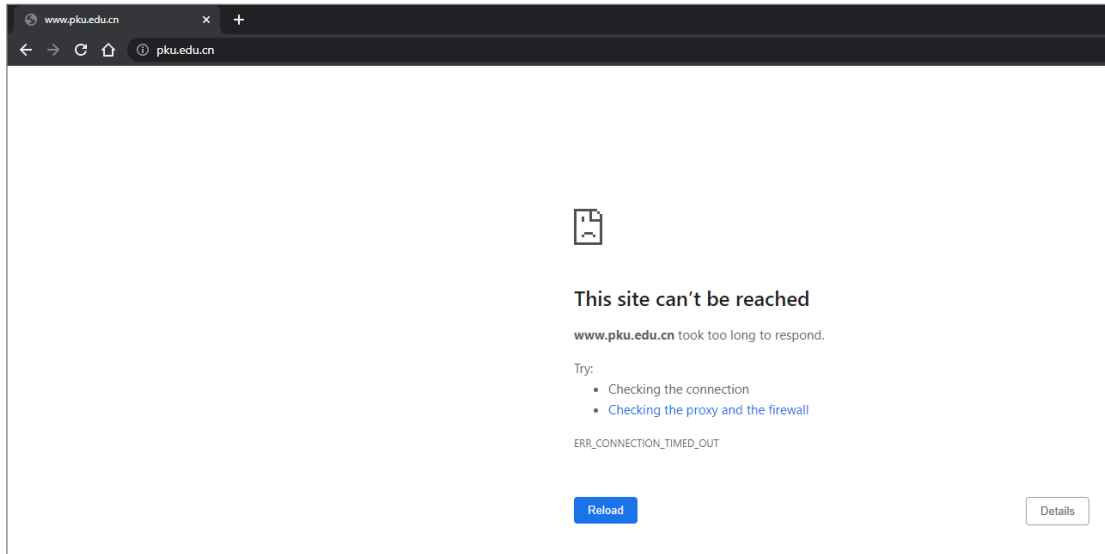 www.pku.edu.cn
pku.edu.cn
This site can’t be reached
www.pku.edu.cn took too long to respond.
Try:
• Checking the connection
• Checking the proxy and the firewall
ERR_CONNECTION_TIMED_OUT
Reload Details